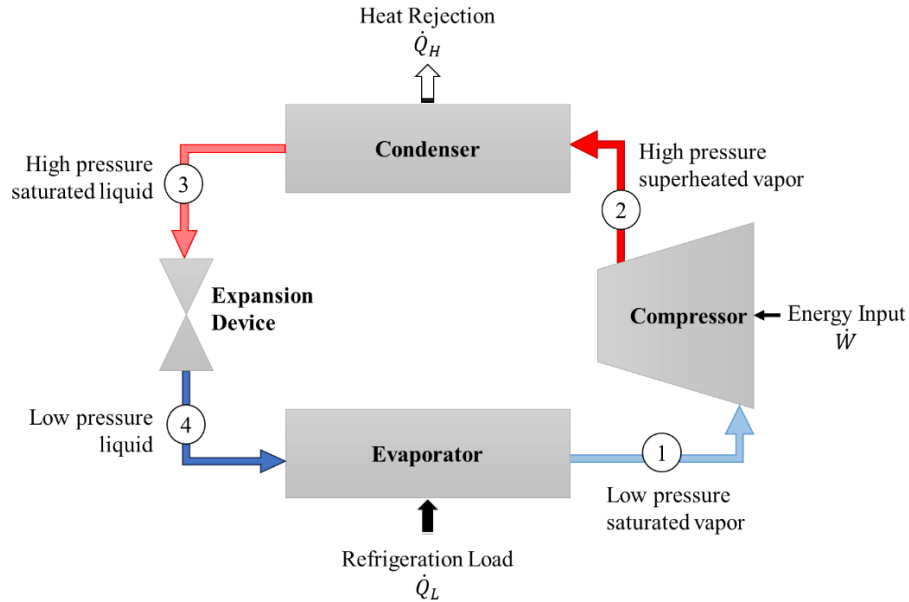 Heat Rejection
Q̇_H
Condenser
High pressure
saturated liquid
3
High pressure
superheated vapor
2
Expansion
Device
Compressor
Energy Input
Ẇ
Low pressure
liquid
4
Evaporator
1
Low pressure
saturated vapor
Refrigeration Load
Q̇_L